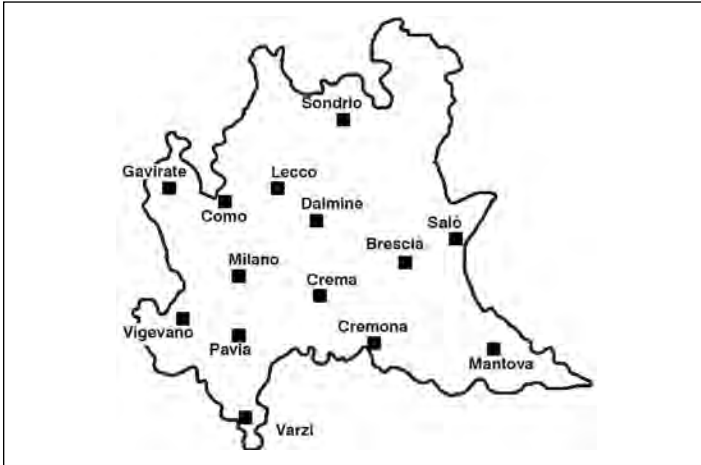 Sondrio
Gavirate
Lecco
Como
Dalmine
Salò
Brescia
Milano
Crema
Vigevano
Cremona
Pavia
Mantova
Varzi